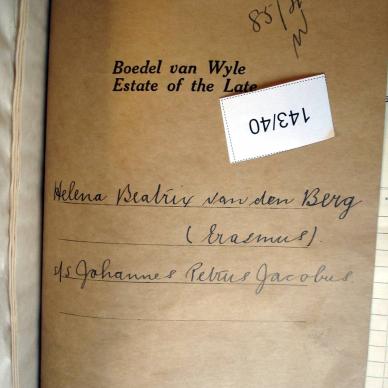 85/
Boedel van Wyle
Estate of the Late
143/40
Helena Beatrix van den Berg
(Erasmus).
s/s Johannes Petrus Jacobus